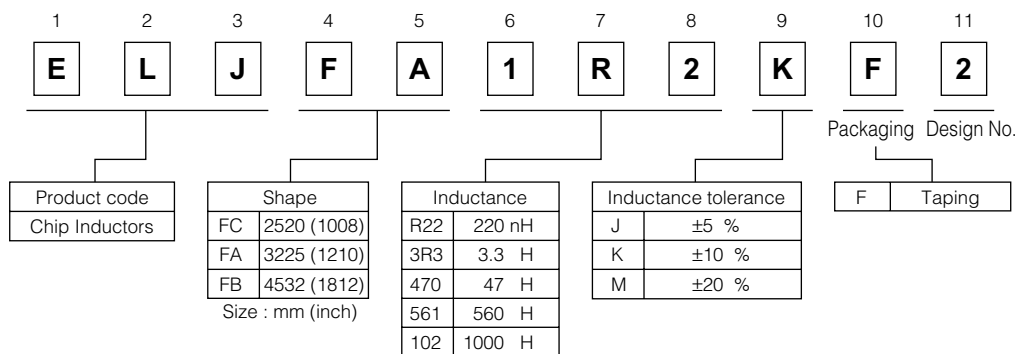 1 2 3 4 5 6 7 8 9 10 11
E L J F A 1 R 2 K F 2
Packaging Design No.
Product code
Chip Inductors
Shape
FC 2520 (1008)
FA 3225 (1210)
FB 4532 (1812)
Size : mm (inch)
Inductance
R22 220 nH
3R3 3.3 H
470 47 H
561 560 H
102 1000 H
Inductance tolerance
J ±5 %
K ±10 %
M ±20 %
F Taping